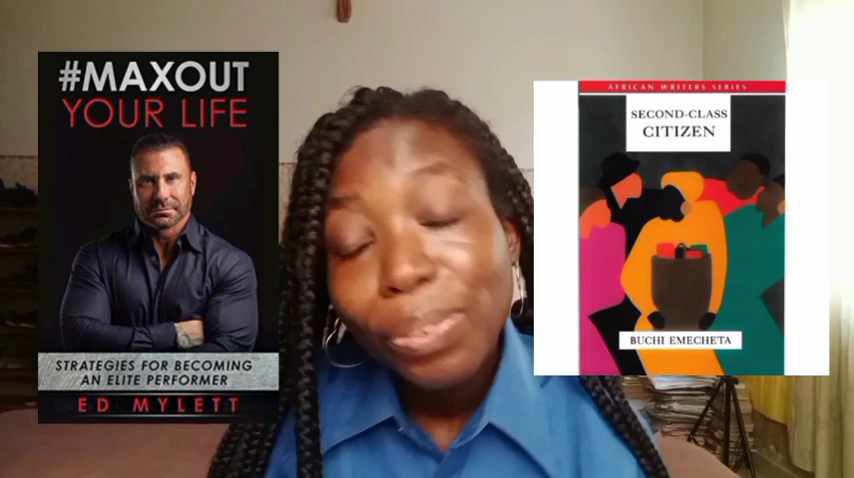 #MAXOUT
YOUR LIFE
STRATEGIES FOR BECOMING
AN ELITE PERFORMER
ED MYLETT
AFRICAN WRITERS SERIES
SECOND-CLASS
CITIZEN
BUCHI EMECHETA